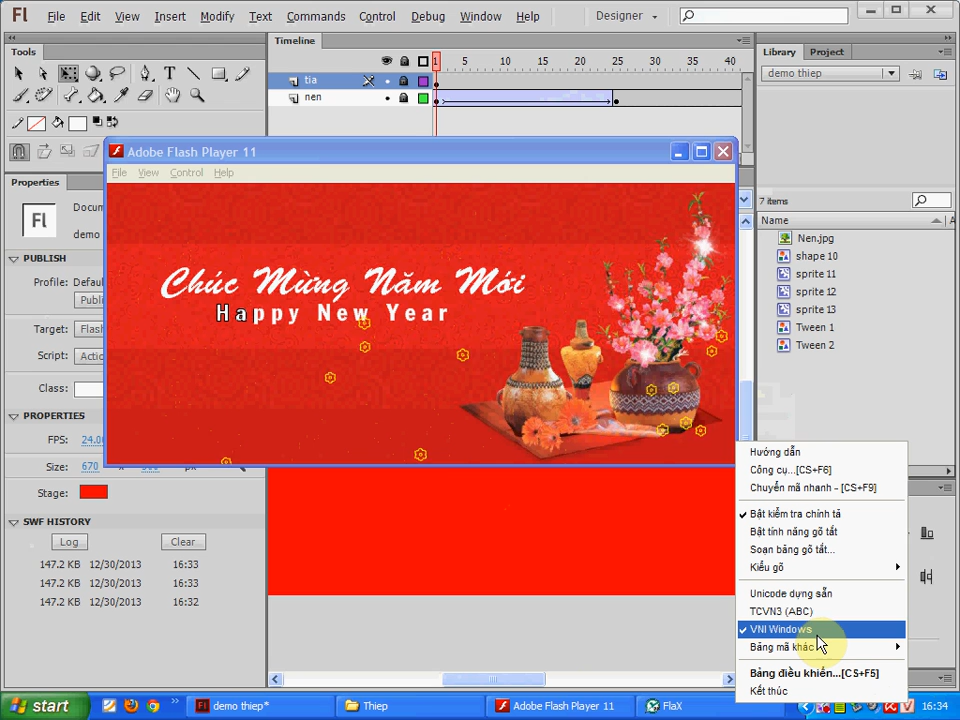 Fl File Edit View Insert Modify Text Commands Control Debug Window Help Designer
Tools
Timeline
Library Project
1 5 10 15 20 25 30 35 40
tia
nen
demo thiep
Adobe Flash Player 11
File View Control Help
Properties
Fl
Docum
demo
PUBLISH
Profile: Defau
Publi
Target: Flash
Script: Actio
Class:
PROPERTIES
FPS: 24.0
Size: 670 x px
Stage:
SWF HISTORY
Log Clear
147.2 KB 12/30/2013 16:33
147.2 KB 12/30/2013 16:33
147.2 KB 12/30/2013 16:32
Chúc Mừng Năm Mới
Happy New Year
7 items
Name
Nen.jpg
shape 10
sprite 11
sprite 12
sprite 13
Tween 1
Tween 2
Hướng dẫn
Công cụ...[CS+F6]
Chuyển mã nhanh - [CS+F9]
Bật kiểm tra chính tả
Bật tính năng gõ tắt
Soạn bảng gõ tắt...
Kiểu gõ
Unicode dựng sẵn
TCVN3 (ABC)
VNI Windows
Bảng mã khác
Bảng điều khiển...[CS+F5]
Kết thúc
start demo thiep* Thiep Adobe Flash Player 11 FlaX 16:34